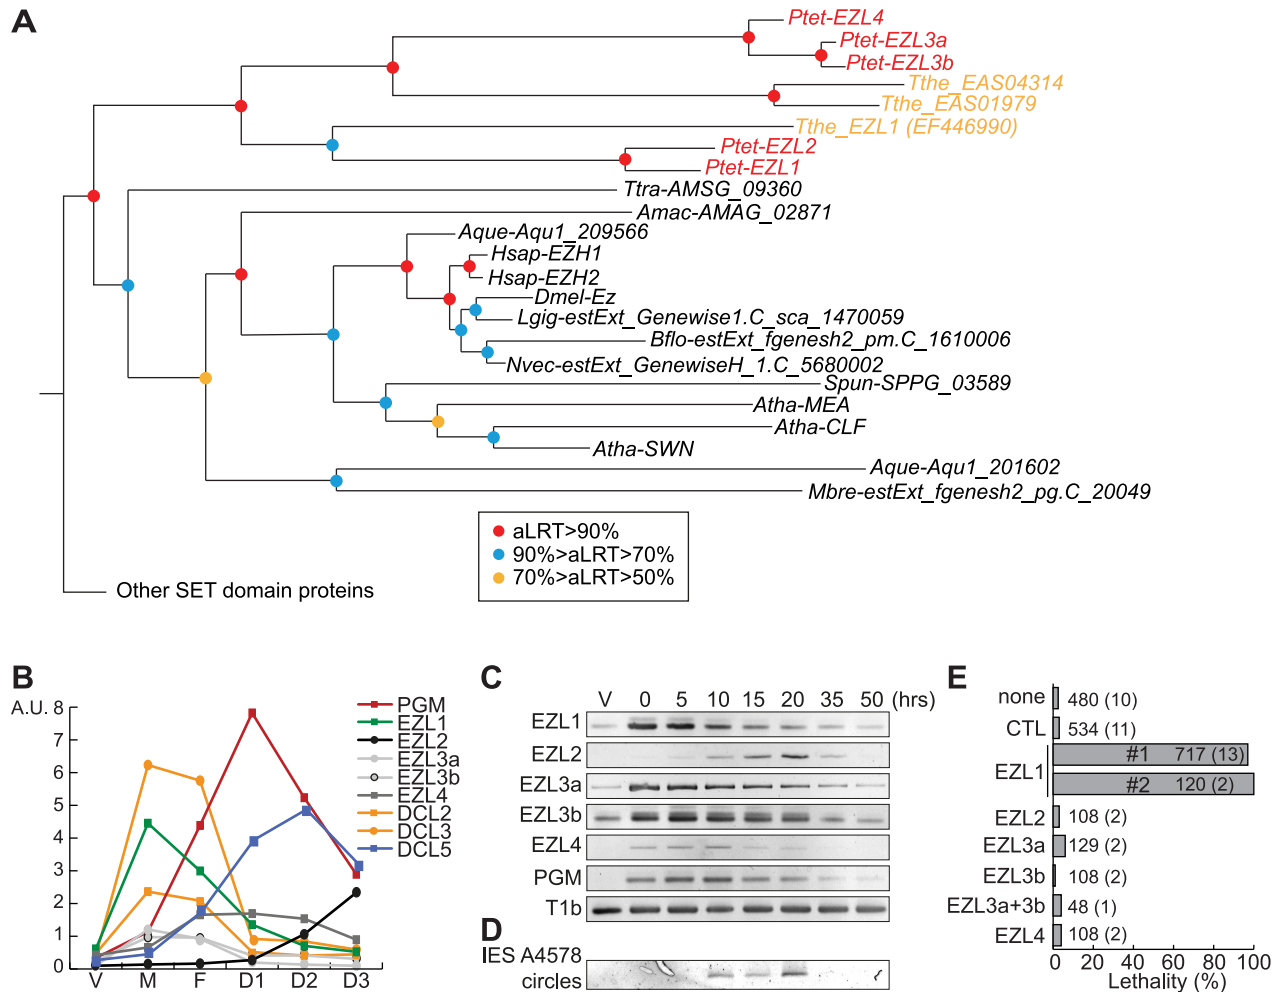 A
Ptet-EZL4
Ptet-EZL3a
Ptet-EZL3b
Tthe_EAS04314
Tthe_EAS01979
Tthe_EZL1 (EF446990)
Ptet-EZL2
Ptet-EZL1
Ttra-AMSG_09360
Amac-AMAG_02871
Aque-Aqu1_209566
Hsap-EZH1
Hsap-EZH2
Dmel-Ez
Lgig-estExt_Genewise1.C_sca_1470059
Bflo-estExt_fgenesh2_pm.C_1610006
Nvec-estExt_GenewiseH_1.C_5680002
Spun-SPPG_03589
Atha-MEA
Atha-CLF
Atha-SWN
Aque-Aqu1_201602
Mbre-estExt_fgenesh2_pg.C_20049
aLRT>90%
90%>aLRT>70%
70%>aLRT>50%
Other SET domain proteins
B
A.U. 8
7
6
5
4
3
2
1
0
V M F D1 D2 D3
PGM
EZL1
EZL2
EZL3a
EZL3b
EZL4
DCL2
DCL3
DCL5
C
V 0 5 10 15 20 35 50 (hrs)
EZL1
EZL2
EZL3a
EZL3b
EZL4
PGM
T1b
D
IES A4578
circles
E
none 480 (10)
CTL 534 (11)
EZL1
#1 717 (13)
#2 120 (2)
EZL2 108 (2)
EZL3a 129 (2)
EZL3b 108 (2)
EZL3a+3b 48 (1)
EZL4 108 (2)
0 20 40 60 80 100
Lethality (%)